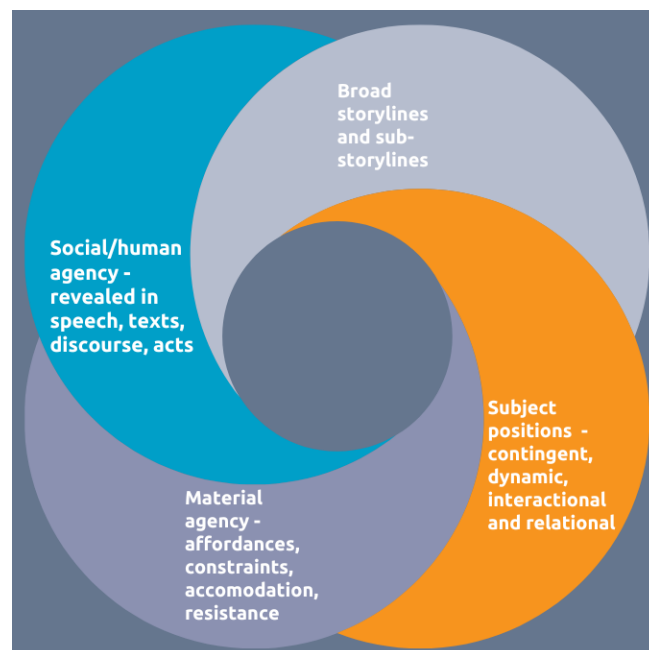 Broad
storylines
and sub-
storylines
Social/human
agency -
revealed in
speech, texts,
discourse, acts
Subject
positions -
contingent,
dynamic,
interactional
and relational
Material
agency -
affordances,
constraints,
accomodation,
resistance